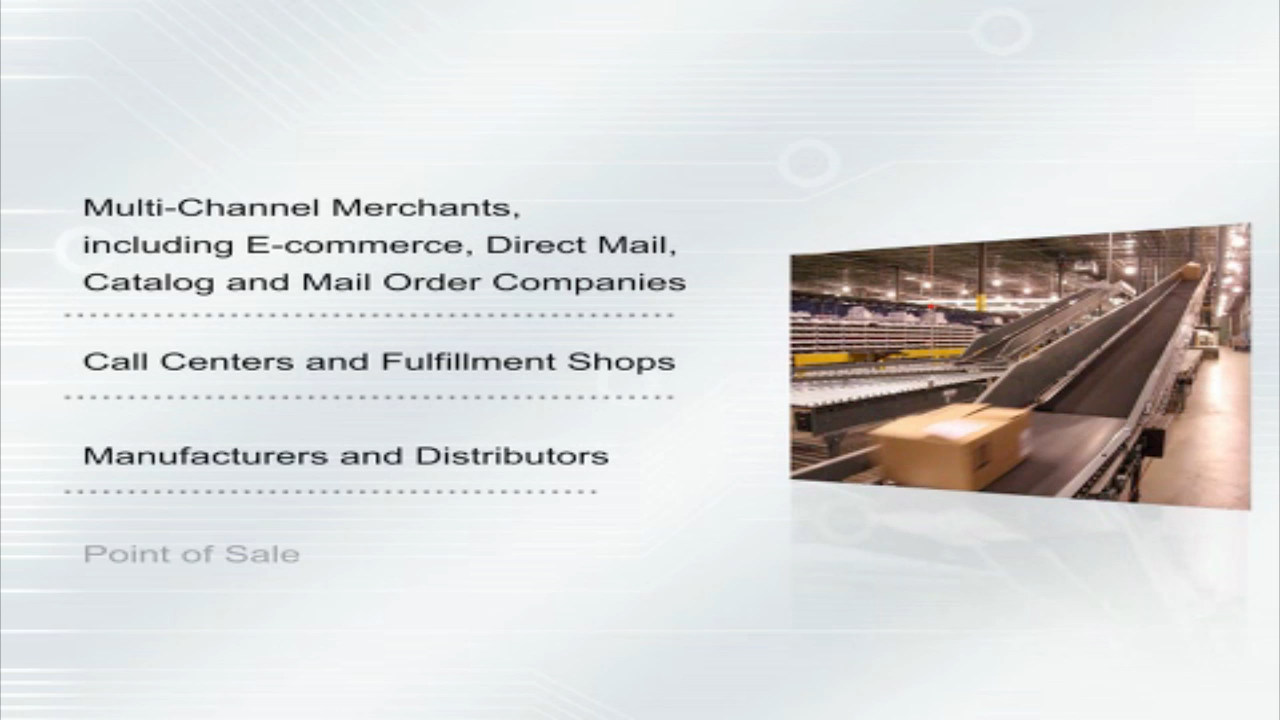 Multi-Channel Merchants,
including E-commerce, Direct Mail,
Catalog and Mail Order Companies
Call Centers and Fulfillment Shops
Manufacturers and Distributors
Point of Sale